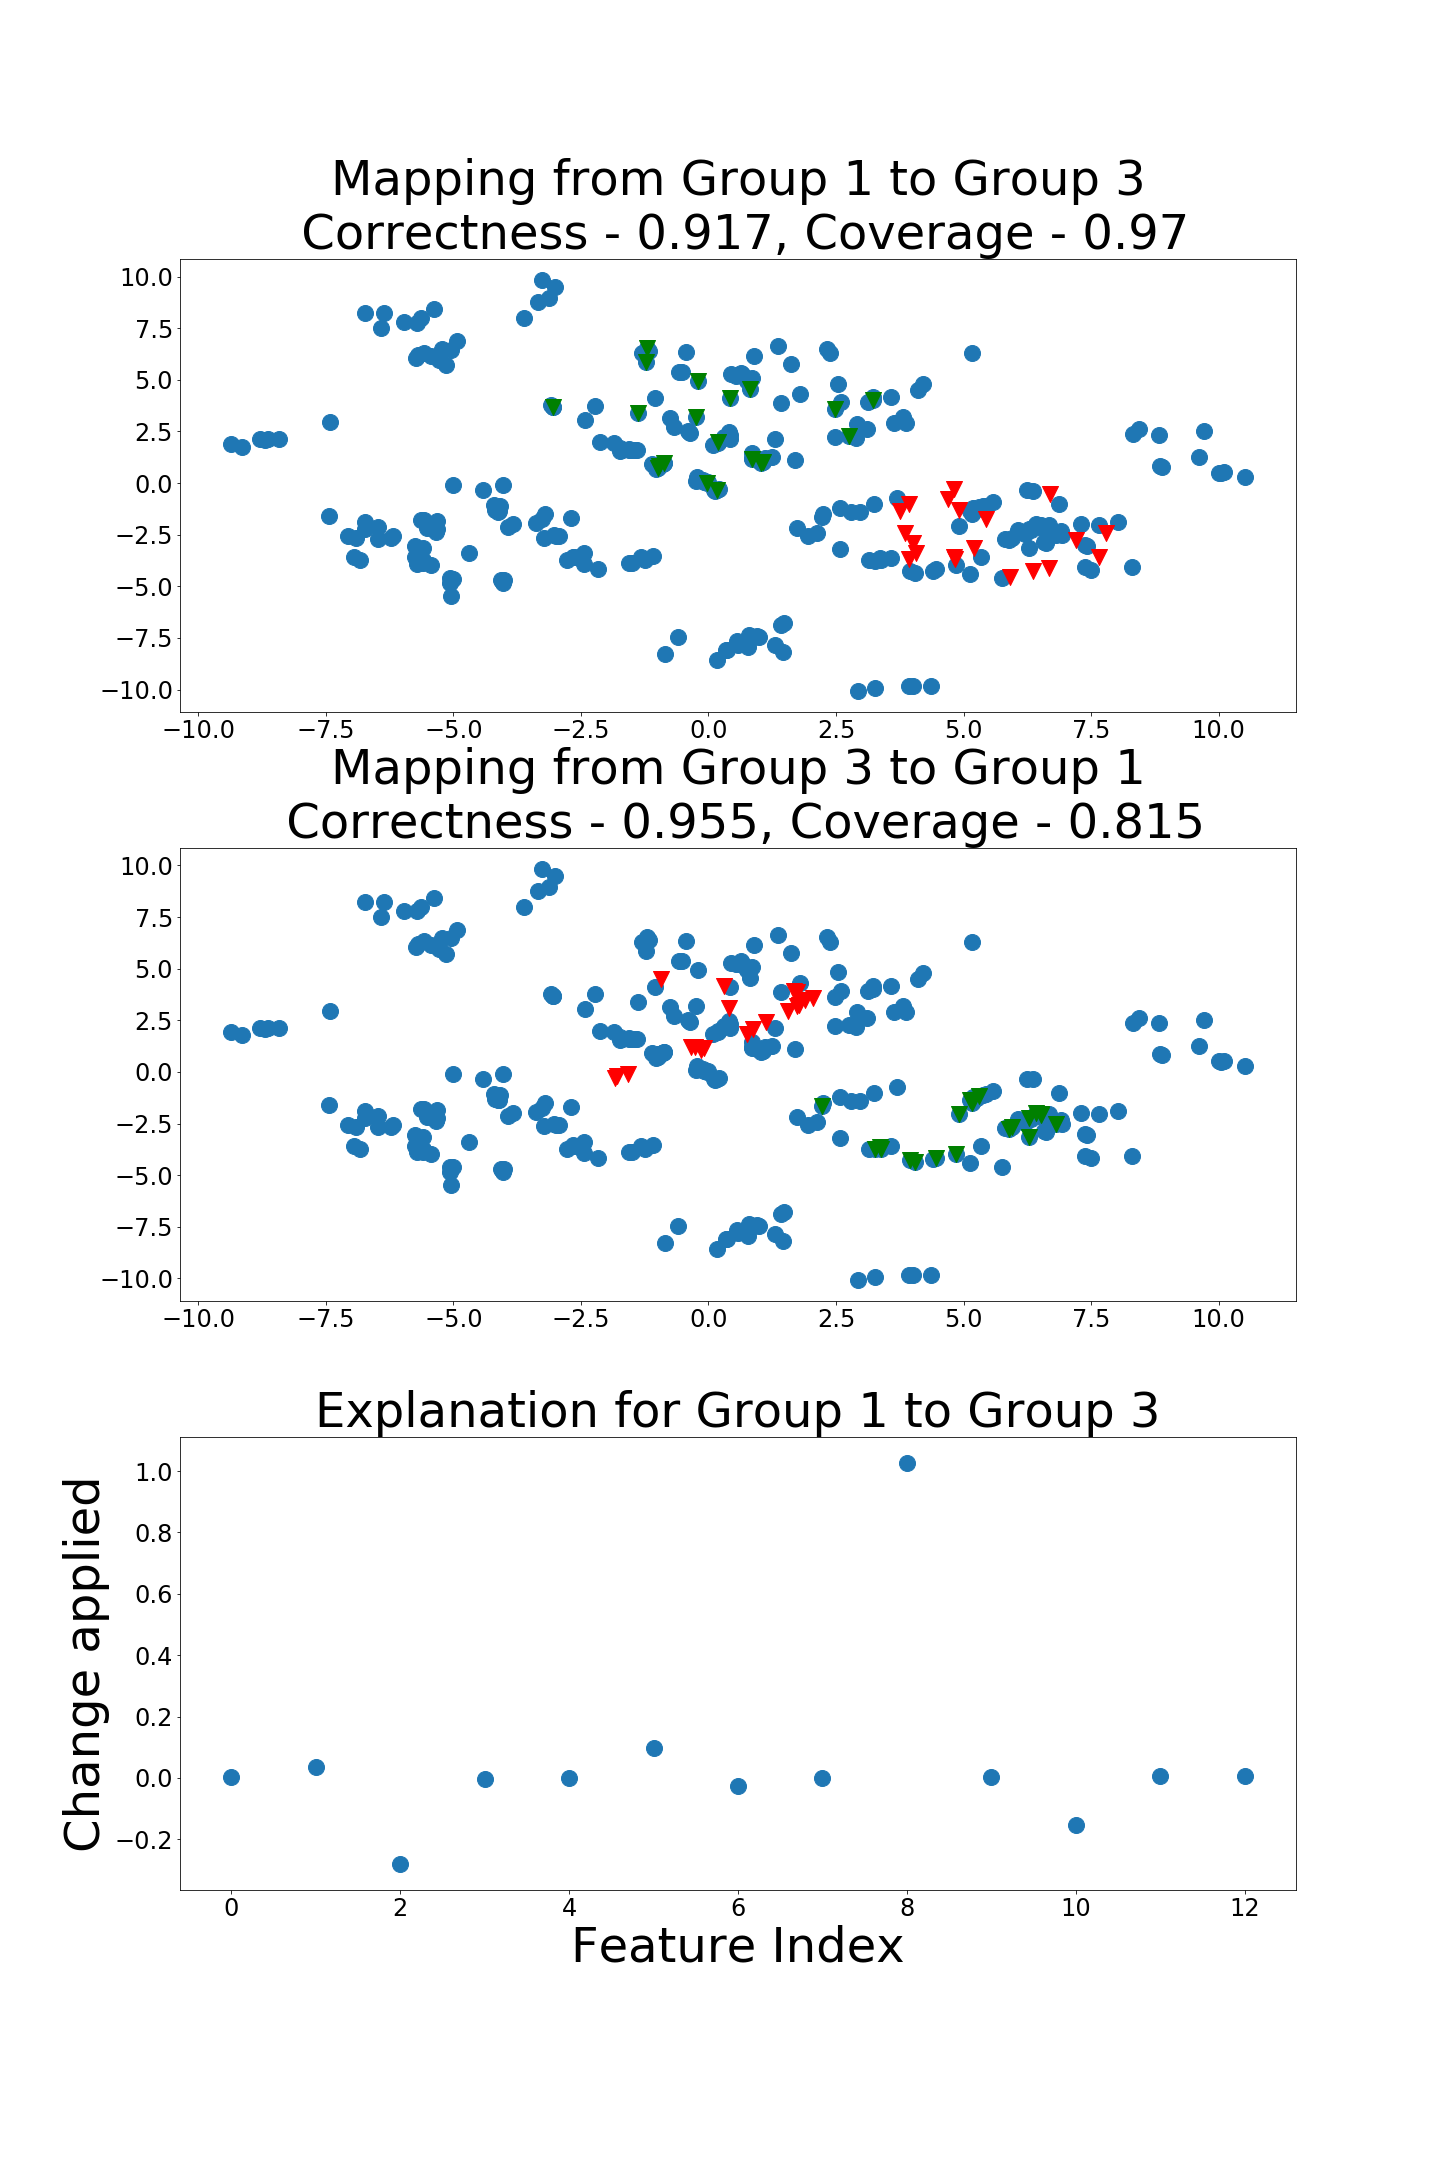 Mapping from Group 1 to Group 3
Correctness - 0.917, Coverage - 0.97
10.0
7.5
5.0
2.5
0.0
−2.5
−5.0
−7.5
−10.0
−10.0 −7.5 −5.0 −2.5 0.0 2.5 5.0 7.5 10.0
Mapping from Group 3 to Group 1
Correctness - 0.955, Coverage - 0.815
10.0
7.5
5.0
2.5
0.0
−2.5
−5.0
−7.5
−10.0
−10.0 −7.5 −5.0 −2.5 0.0 2.5 5.0 7.5 10.0
Explanation for Group 1 to Group 3
Change applied
1.0
0.8
0.6
0.4
0.2
0.0
−0.2
0 2 4 6 8 10 12
Feature Index